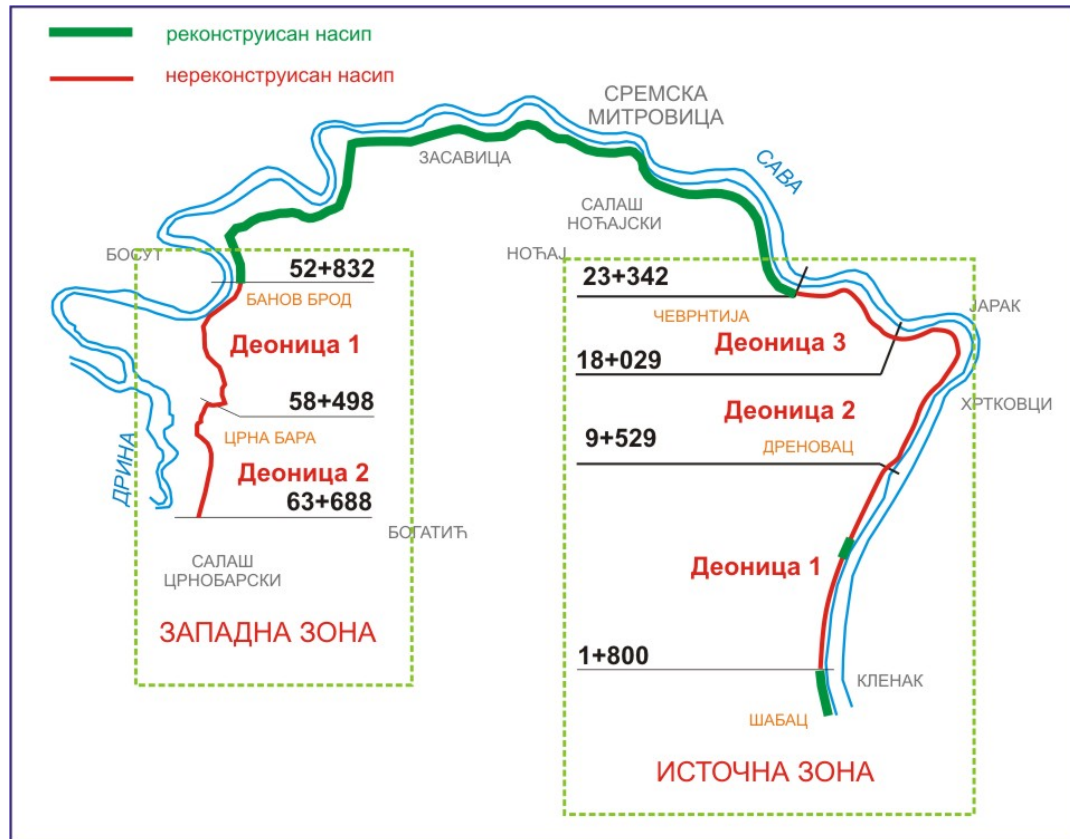 реконструисан насип
нереконструисан насип
СРЕМСКА
МИТРОВИЦА
ЗАСАВИЦА
САВА
САЛАШ
НОЋАЈСКИ
БОСУТ
НОЋАЈ
52+832
БАНОВ БРОД
Деоница 1
58+498
ЦРНА БАРА
ДРИНА
Деоница 2
63+688
БОГАТИЋ
САЛАШ
ЦРНОБАРСКИ
ЗАПАДНА ЗОНА
23+342
ЧЕВРНТИЈА
ЈАРАК
Деоница 3
18+029
ХРТКОВЦИ
Деоница 2
9+529
ДРЕНОВАЦ
Деоница 1
1+800
КЛЕНАК
ШАБАЦ
ИСТОЧНА ЗОНА